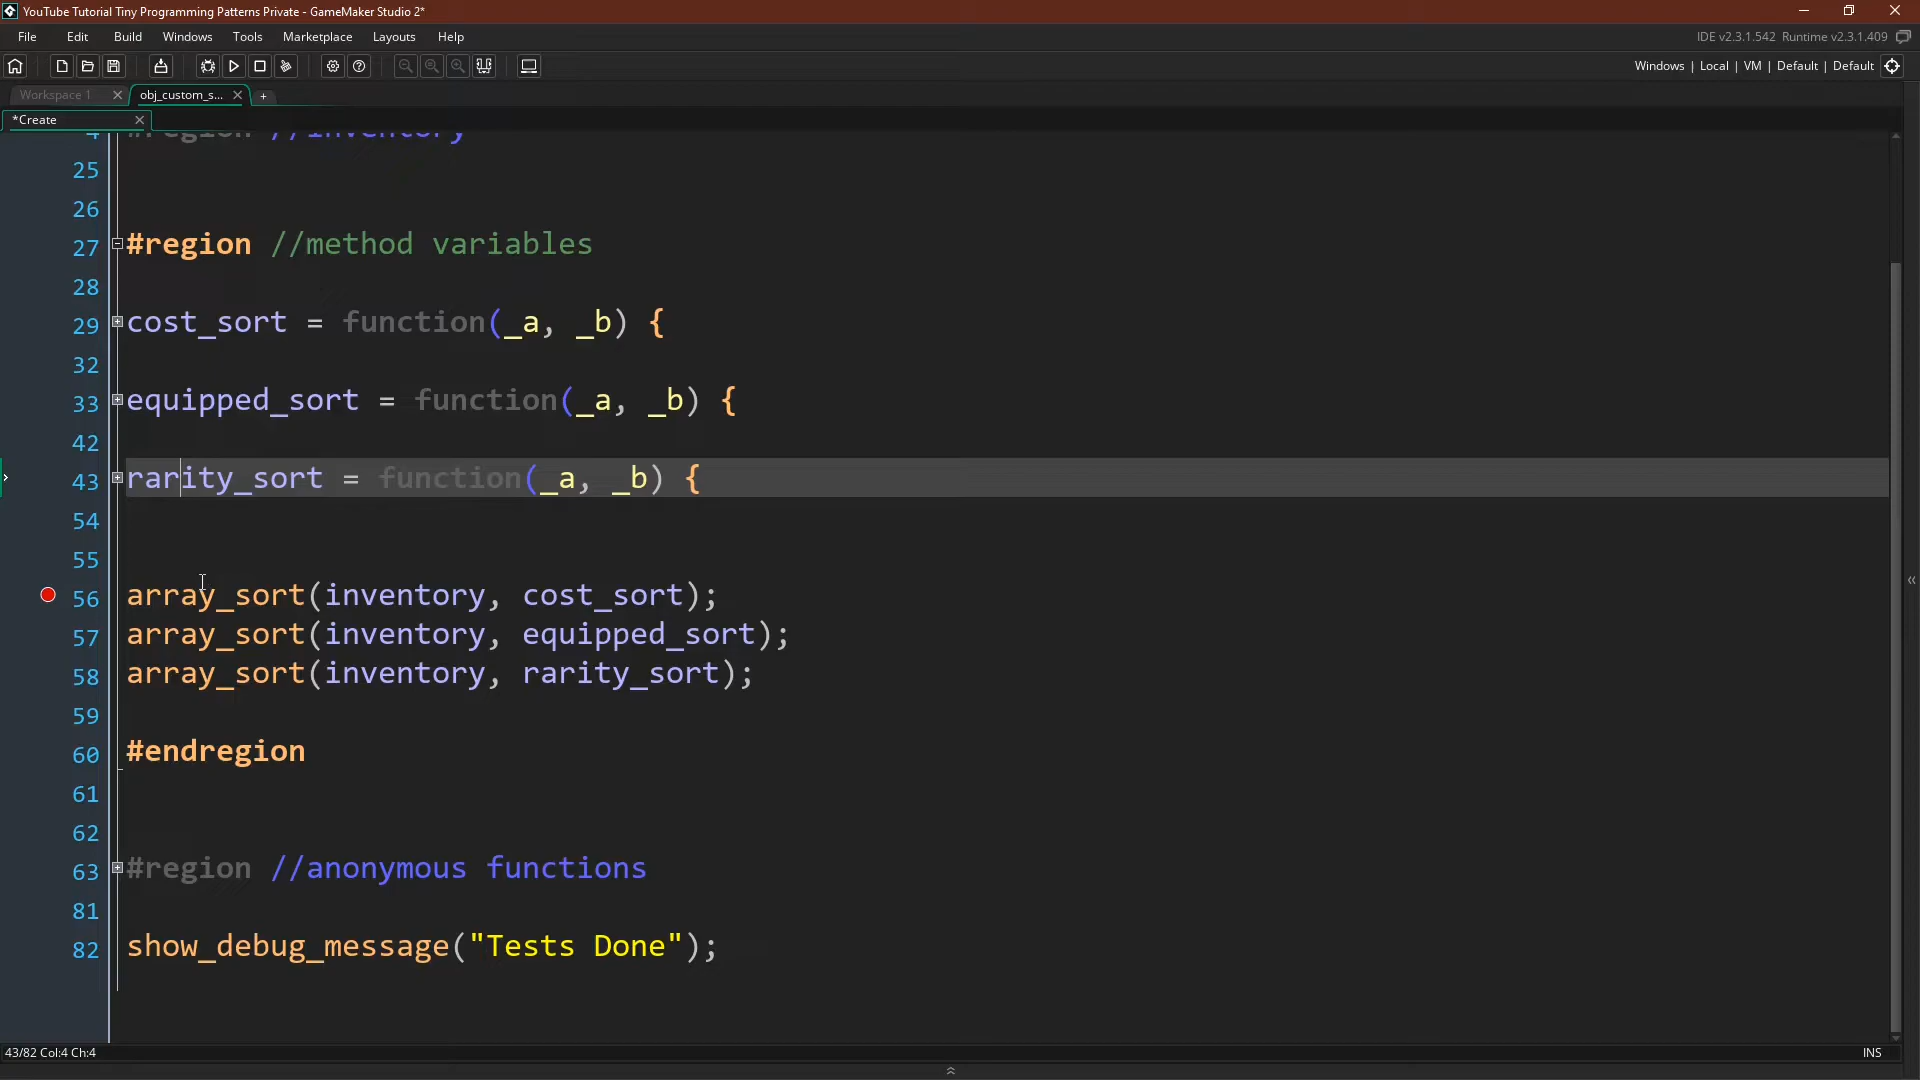 YouTube Tutorial Tiny Programming Patterns Private - GameMaker Studio 2*
File Edit Build Windows Tools Marketplace Layouts Help
IDE v2.3.1.542 Runtime v2.3.1.409
Windows | Local | VM | Default | Default
Workspace 1 obj_custom_s... +
*Create
4 #region //inventory
25
26
27 #region //method variables
28
29 cost_sort = function(_a, _b) {
32
33 equipped_sort = function(_a, _b) {
42
43 rarity_sort = function(_a, _b) {
54
55
56 array_sort(inventory, cost_sort);
57 array_sort(inventory, equipped_sort);
58 array_sort(inventory, rarity_sort);
59
60 #endregion
61
62
63 #region //anonymous functions
81
82 show_debug_message("Tests Done");
43/82 Col:4 Ch:4 INS